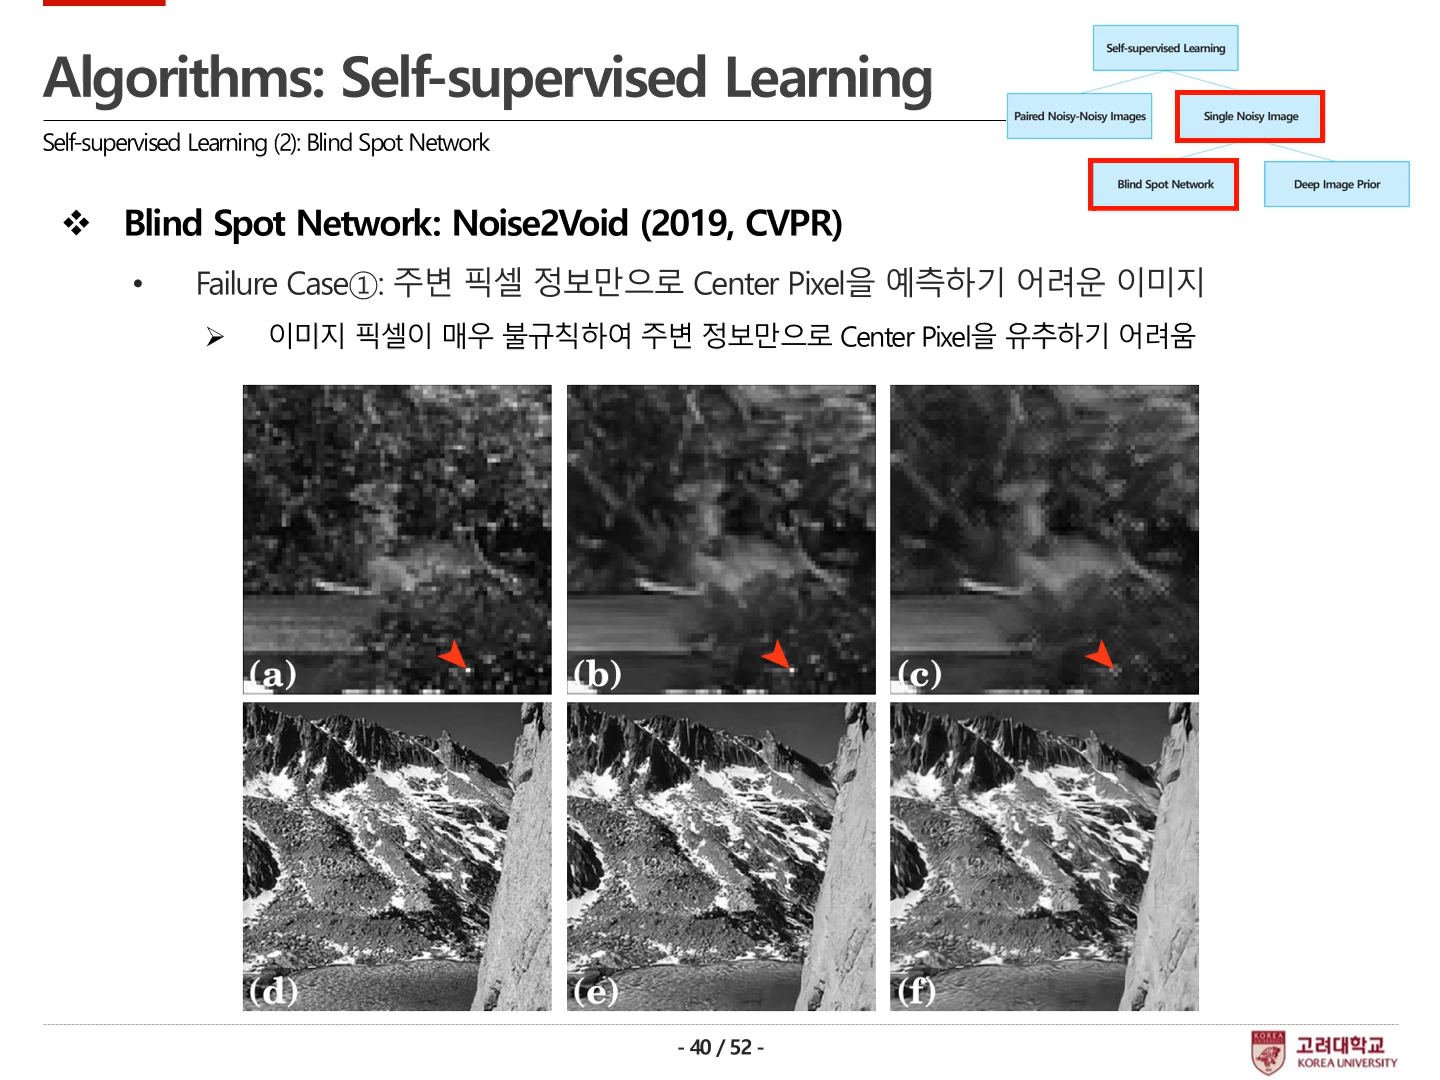 Algorithms: Self-supervised Learning
Self-supervised Learning (2): Blind Spot Network
Self-supervised Learning
Paired Noisy-Noisy Images
Single Noisy Image
Blind Spot Network
Deep Image Prior
❖ Blind Spot Network: Noise2Void (2019, CVPR)
• Failure Case①: 주변 픽셀 정보만으로 Center Pixel을 예측하기 어려운 이미지
➢ 이미지 픽셀이 매우 불규칙하여 주변 정보만으로 Center Pixel을 유추하기 어려움
(a)
(b)
(c)
(d)
(e)
(f)
- 40 / 52 -
KOREA
고려대학교
KOREA UNIVERSITY